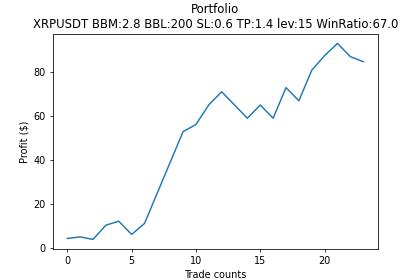 Portfolio
XRPUSDT BBM:2.8 BBL:200 SL:0.6 TP:1.4 lev:15 WinRatio:67.0
80
60
40
20
0
Profit ($)
0 5 10 15 20
Trade counts